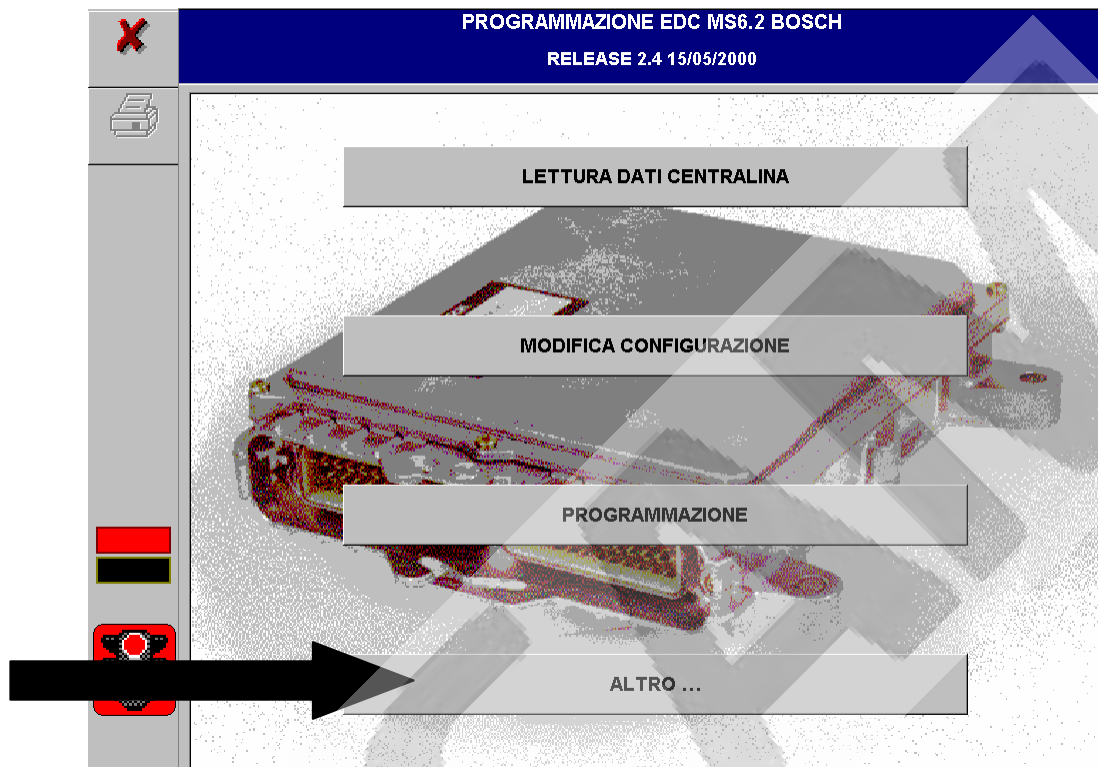 PROGRAMMAZIONE EDC MS6.2 BOSCH
RELEASE 2.4 15/05/2000
LETTURA DATI CENTRALINA
MODIFICA CONFIGURAZIONE
PROGRAMMAZIONE
ALTRO ...